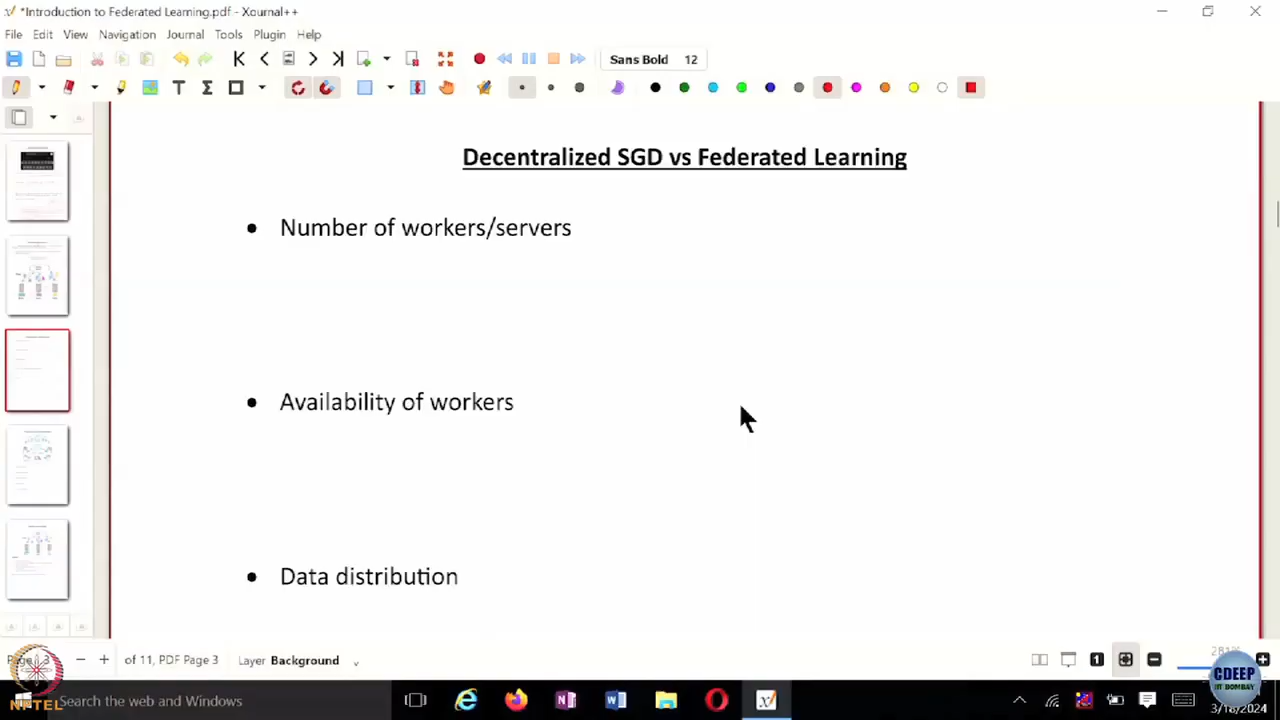 *Introduction to Federated Learning.pdf - Xournal++
File Edit View Navigation Journal Tools Plugin Help
Sans Bold 12
Decentralized SGD vs Federated Learning
• Number of workers/servers
• Availability of workers
• Data distribution
of 11, PDF Page 3 Layer Background
281%
NPTEL
Search the web and Windows
CDEEP
IIT BOMBAY
3/18/2024